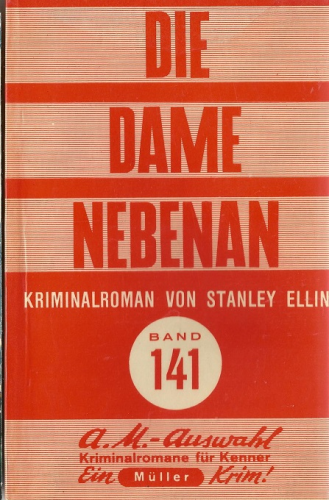 DIE
DAME
NEBENAN
KRIMINALROMAN VON STANLEY ELLIN
BAND
141
A.M.-Auswahl
Kriminalromane für Kenner
Ein Müller Krimi!